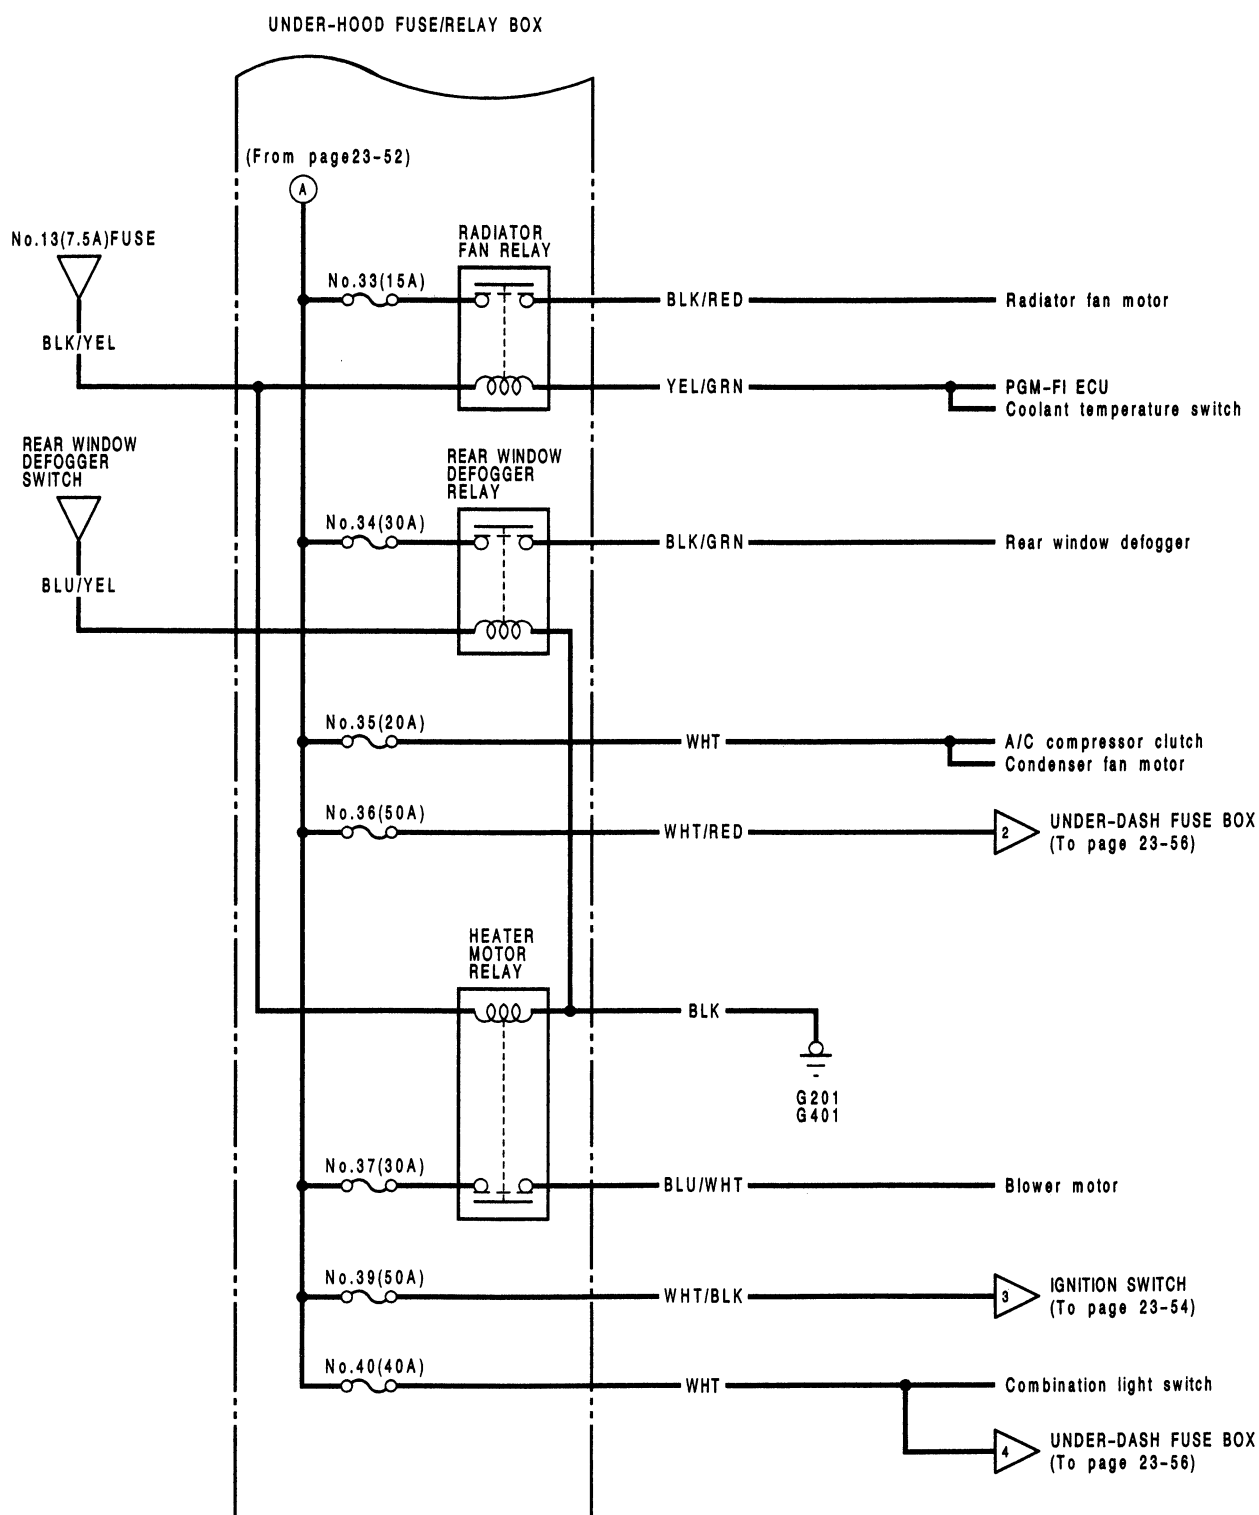 UNDER-HOOD FUSE/RELAY BOX
(From page23-52)
A
No.13(7.5A)FUSE
BLK/YEL
RADIATOR
FAN RELAY
No.33(15A)
BLK/RED
Radiator fan motor
YEL/GRN
PGM-FI ECU
Coolant temperature switch
REAR WINDOW
DEFOGGER
SWITCH
BLU/YEL
REAR WINDOW
DEFOGGER
RELAY
No.34(30A)
BLK/GRN
Rear window defogger
No.35(20A)
WHT
A/C compressor clutch
Condenser fan motor
No.36(50A)
WHT/RED
2
UNDER-DASH FUSE BOX
(To page 23-56)
HEATER
MOTOR
RELAY
BLK
G201
G401
No.37(30A)
BLU/WHT
Blower motor
No.39(50A)
WHT/BLK
3
IGNITION SWITCH
(To page 23-54)
No.40(40A)
WHT
Combination light switch
4
UNDER-DASH FUSE BOX
(To page 23-56)